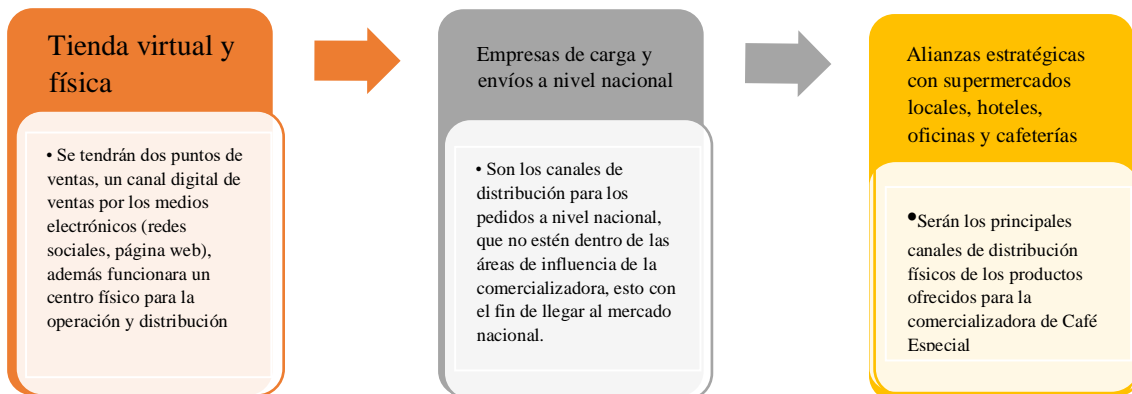 Tienda virtual y
física
• Se tendrán dos puntos de
ventas, un canal digital de
ventas por los medios
electrónicos (redes
sociales, página web),
además funcionara un
centro físico para la
operación y distribución
Empresas de carga y
envíos a nivel nacional
• Son los canales de
distribución para los
pedidos a nivel nacional,
que no estén dentro de las
áreas de influencia de la
comercializadora, esto con
el fin de llegar al mercado
nacional.
Alianzas estratégicas
con supermercados
locales, hoteles,
oficinas y cafeterías
•Serán los principales
canales de distribución
físicos de los productos
ofrecidos para la
comercializadora de Café
Especial